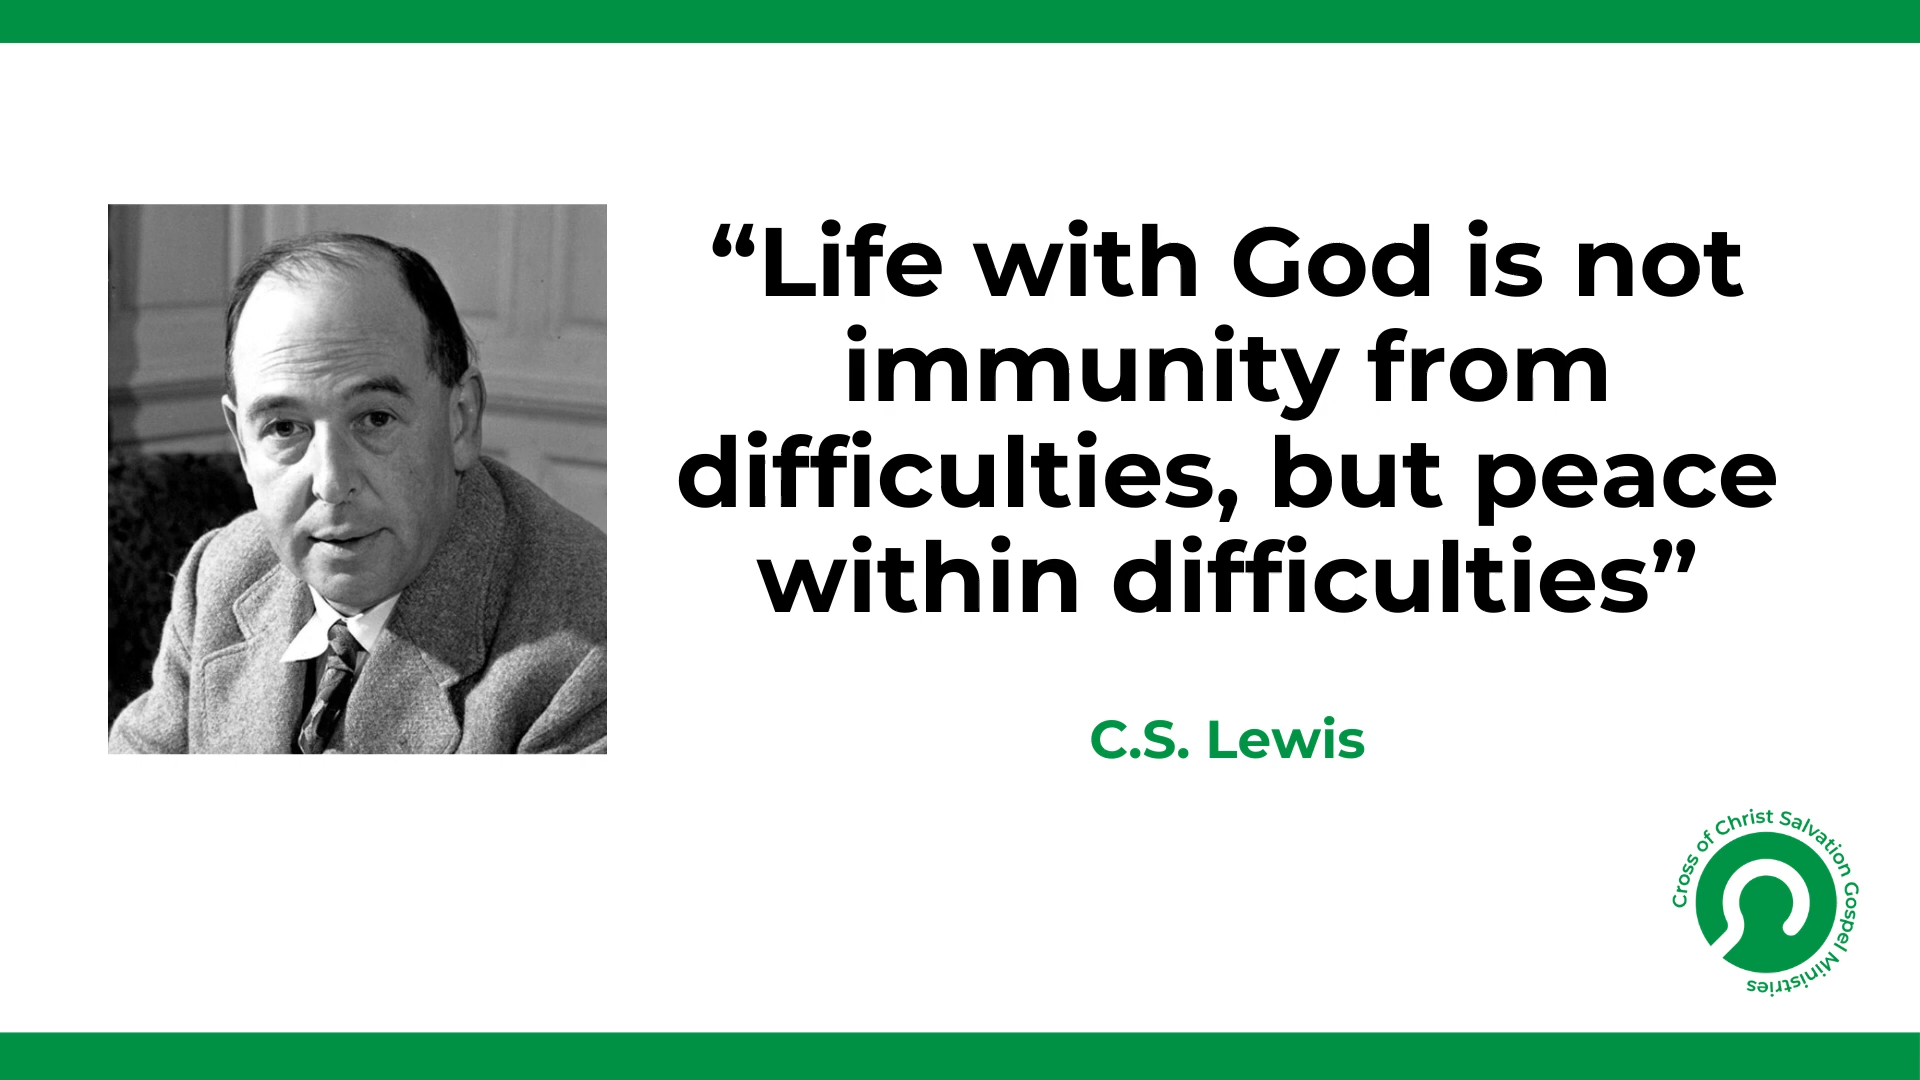 “Life with God is not
immunity from
difficulties, but peace
within difficulties”
C.S. Lewis
Cross of Christ Salvation Gospel Ministries